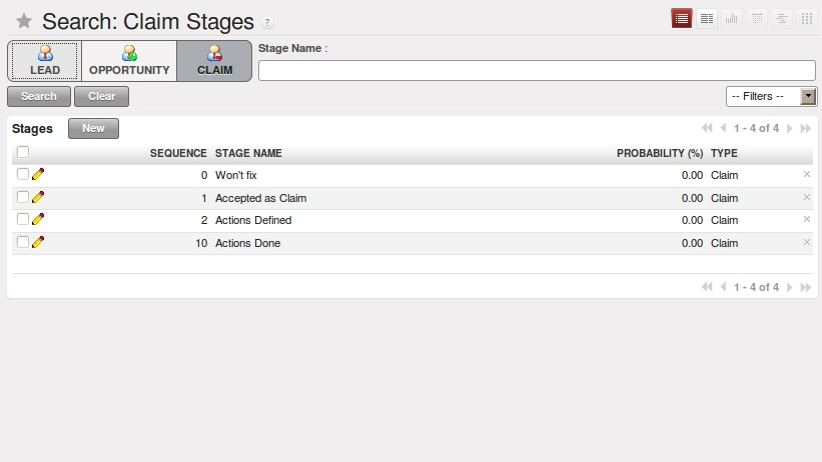 Search: Claim Stages ?
LEAD OPPORTUNITY CLAIM
Stage Name :
Search Clear
-- Filters --
Stages New 1 - 4 of 4
SEQUENCE STAGE NAME PROBABILITY (%) TYPE
0 Won't fix 0.00 Claim
1 Accepted as Claim 0.00 Claim
2 Actions Defined 0.00 Claim
10 Actions Done 0.00 Claim
1 - 4 of 4